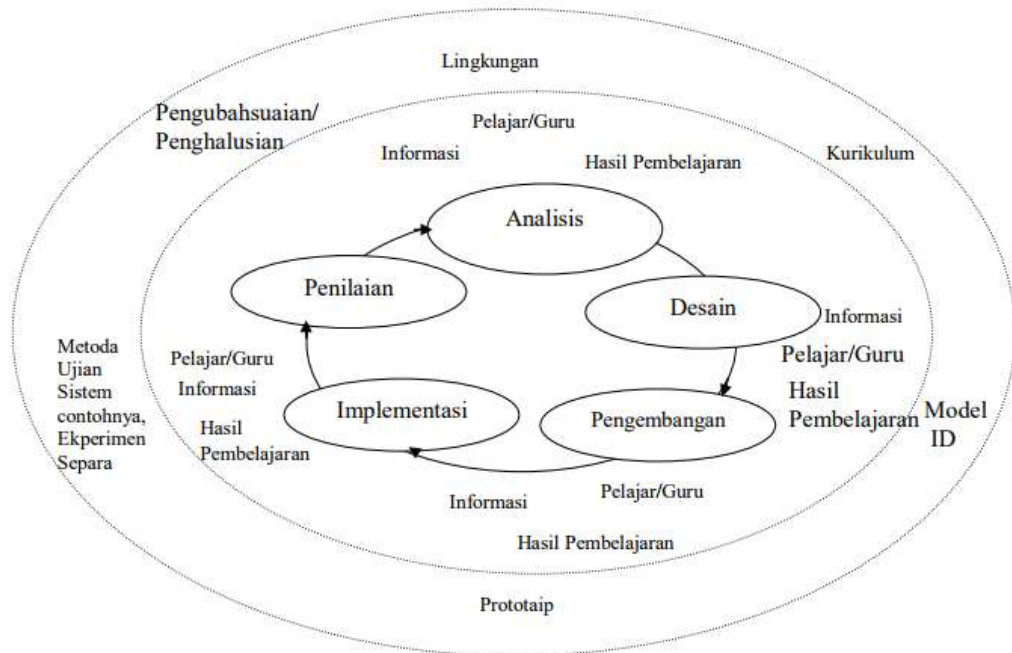 Lingkungan
Pengubahsuaian/
Penghalusian
Pelajar/Guru
Informasi
Hasil Pembelajaran
Kurikulum
Analisis
Penilaian
Desain
Informasi
Pelajar/Guru
Hasil
Pembelajaran
Model
ID
Metoda
Ujian
Sistem
contohnya,
Ekperimen
Separa
Pelajar/Guru
Informasi
Hasil
Pembelajaran
Implementasi
Pengembangan
Informasi
Pelajar/Guru
Hasil Pembelajaran
Prototaip